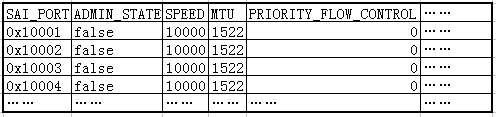 SAI_PORT ADMIN_STATE SPEED MTU PRIORITY_FLOW_CONTROL ……
0x10001 false 10000 1522 0 ……
0x10002 false 10000 1522 0 ……
0x10003 false 10000 1522 0 ……
0x10004 false 10000 1522 0 ……
…… …… …… …… …… ……